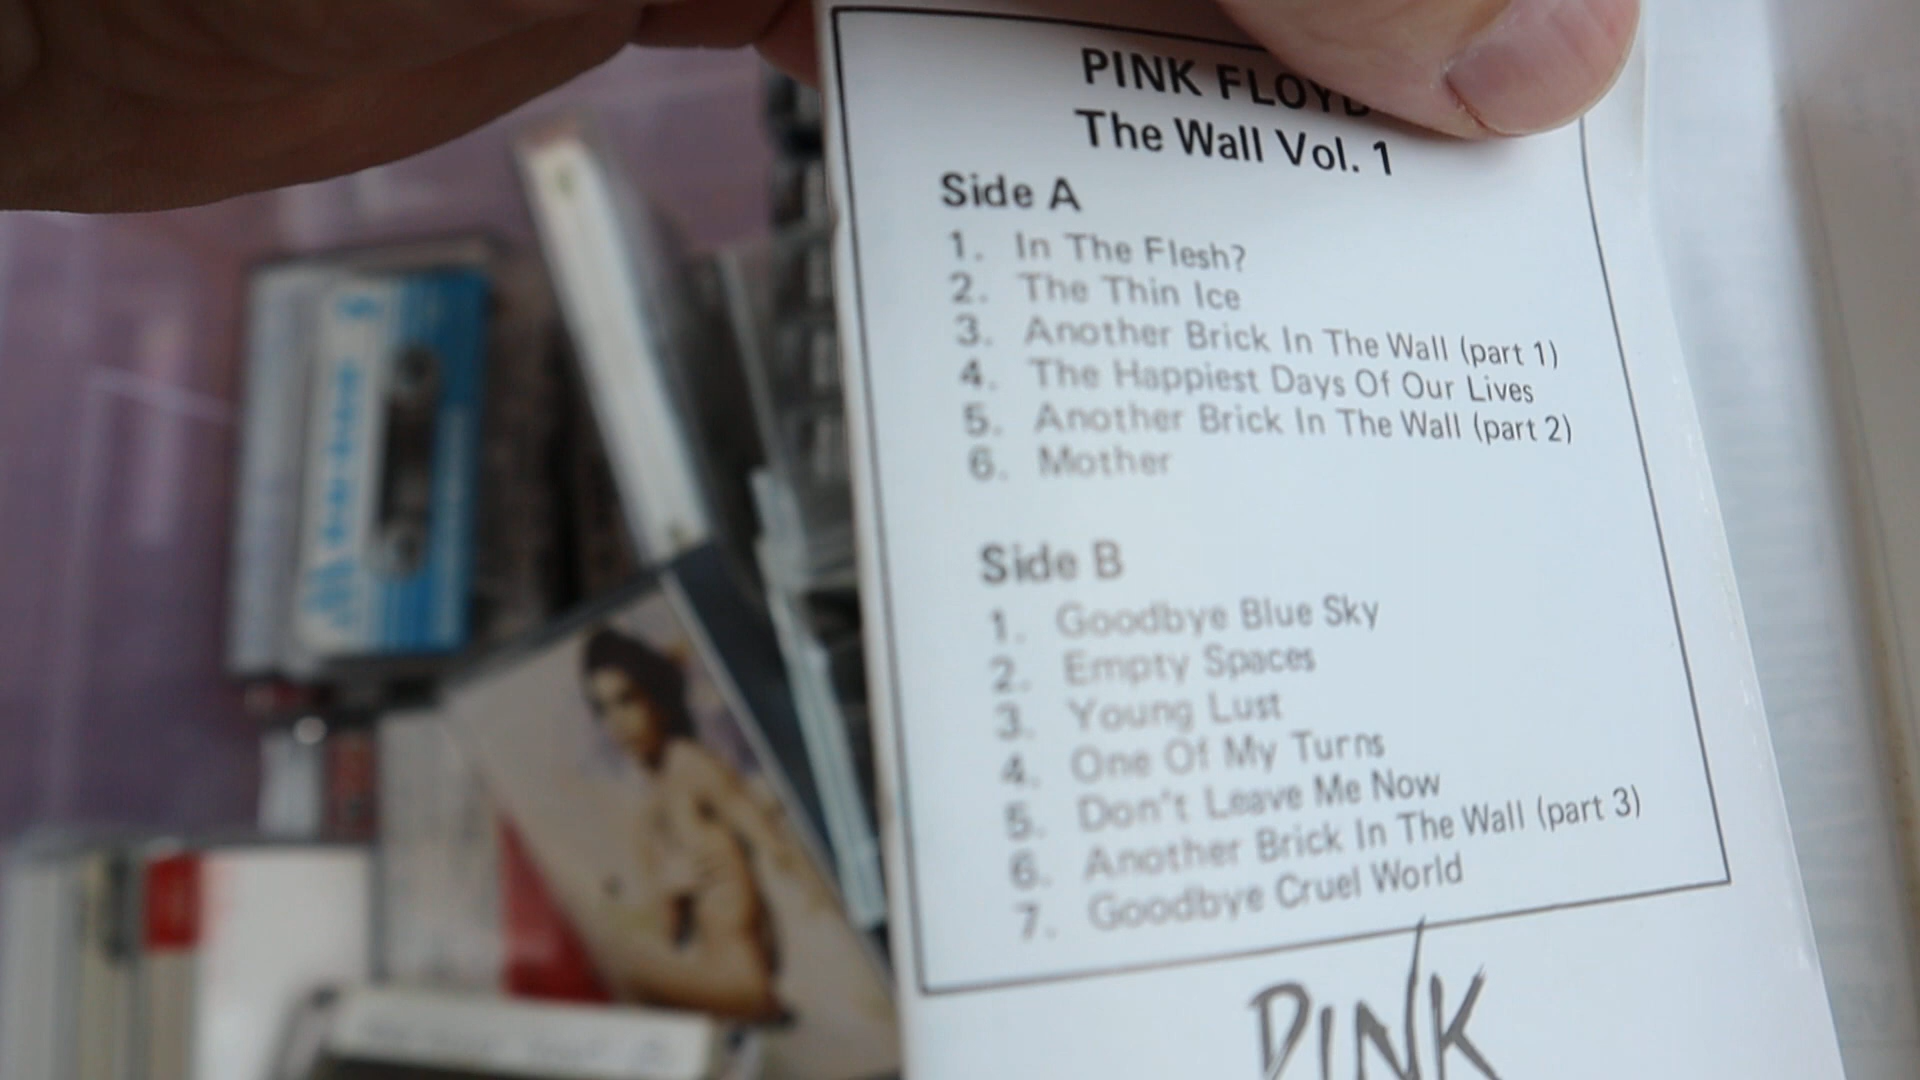 PINK FLOYD
The Wall Vol. 1
Side A
1. In The Flesh?
2. The Thin Ice
3. Another Brick In The Wall (part 1)
4. The Happiest Days Of Our Lives
5. Another Brick In The Wall (part 2)
6. Mother
Side B
1. Goodbye Blue Sky
2. Empty Spaces
3. Young Lust
4. One Of My Turns
5. Don't Leave Me Now
6. Another Brick In The Wall (part 3)
7. Goodbye Cruel World
PINK